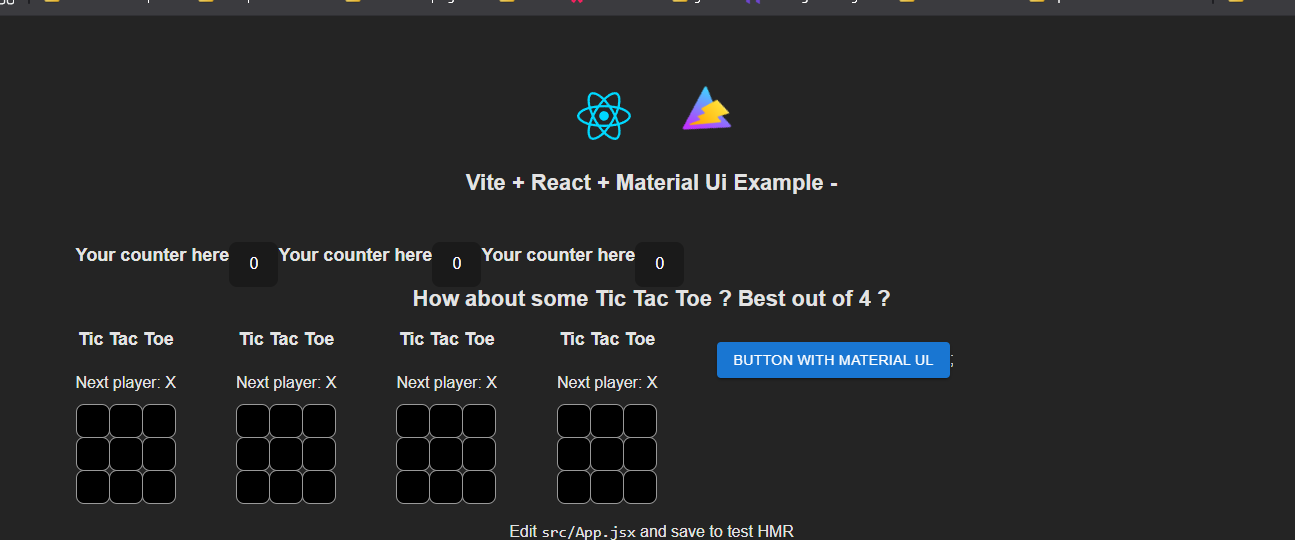 Vite + React + Material Ui Example -
Your counter here 0 Your counter here 0 Your counter here 0
How about some Tic Tac Toe ? Best out of 4 ?
Tic Tac Toe Tic Tac Toe Tic Tac Toe Tic Tac Toe
BUTTON WITH MATERIAL UL ;
Next player: X Next player: X Next player: X Next player: X
Edit src/App.jsx and save to test HMR